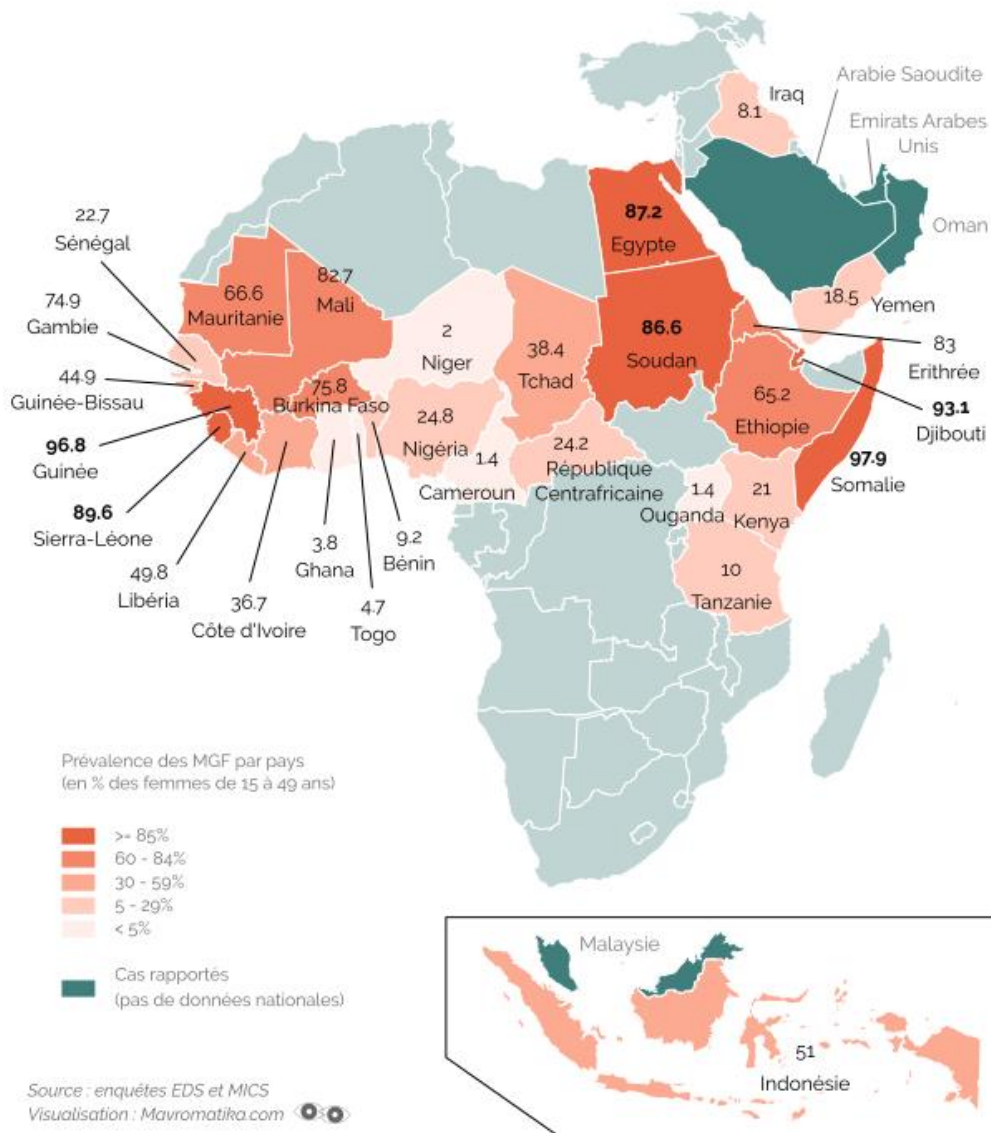 Arabie Saoudite
Iraq
8.1
Emirats Arabes
Unis
Oman
22.7
Sénégal
87.2
Egypte
74.9
Gambie
66.6
Mauritanie
82.7
Mali
18.5
Yemen
2
Niger
38.4
Tchad
86.6
Soudan
83
Erithrée
44.9
Guinée-Bissau
75.8
Burkina Faso
24.8
Nigéria
65.2
Ethiopie
93.1
Djibouti
96.8
Guinée
1.4
Cameroun
24.2
République
Centrafricaine
1.4
Ouganda
21
Kenya
97.9
Somalie
89.6
Sierra-Léone
49.8
Libéria
36.7
Côte d'Ivoire
3.8
Ghana
4.7
Togo
9.2
Bénin
10
Tanzanie
Prévalence des MGF par pays
(en % des femmes de 15 à 49 ans)
>= 85%
60 - 84%
30 - 59%
5 - 29%
< 5%
Cas rapportés
(pas de données nationales)
Malaysie
51
Indonésie
Source : enquêtes EDS et MICS
Visualisation : Mavromatika.com